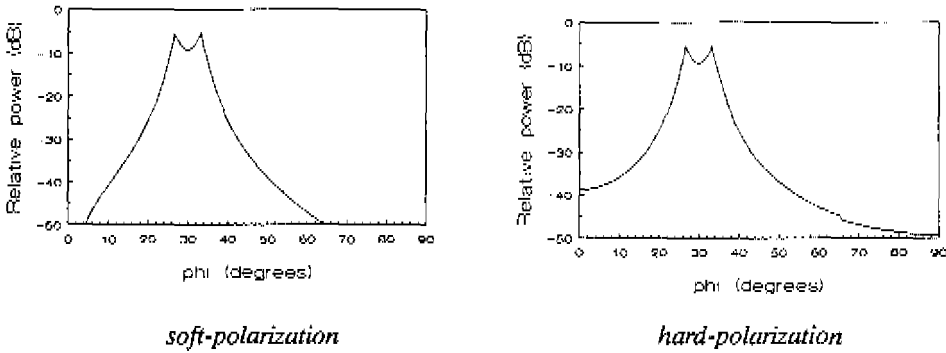 0
-10
-20
-30
-40
-50
Relative power (dB)
0 10 20 30 40 50 60 70 80 90
phi (degrees)
soft-polarization
0
-10
-20
-30
-40
-50
Relative power (dB)
0 10 20 30 40 50 60 70 80 90
phi (degrees)
hard-polarization